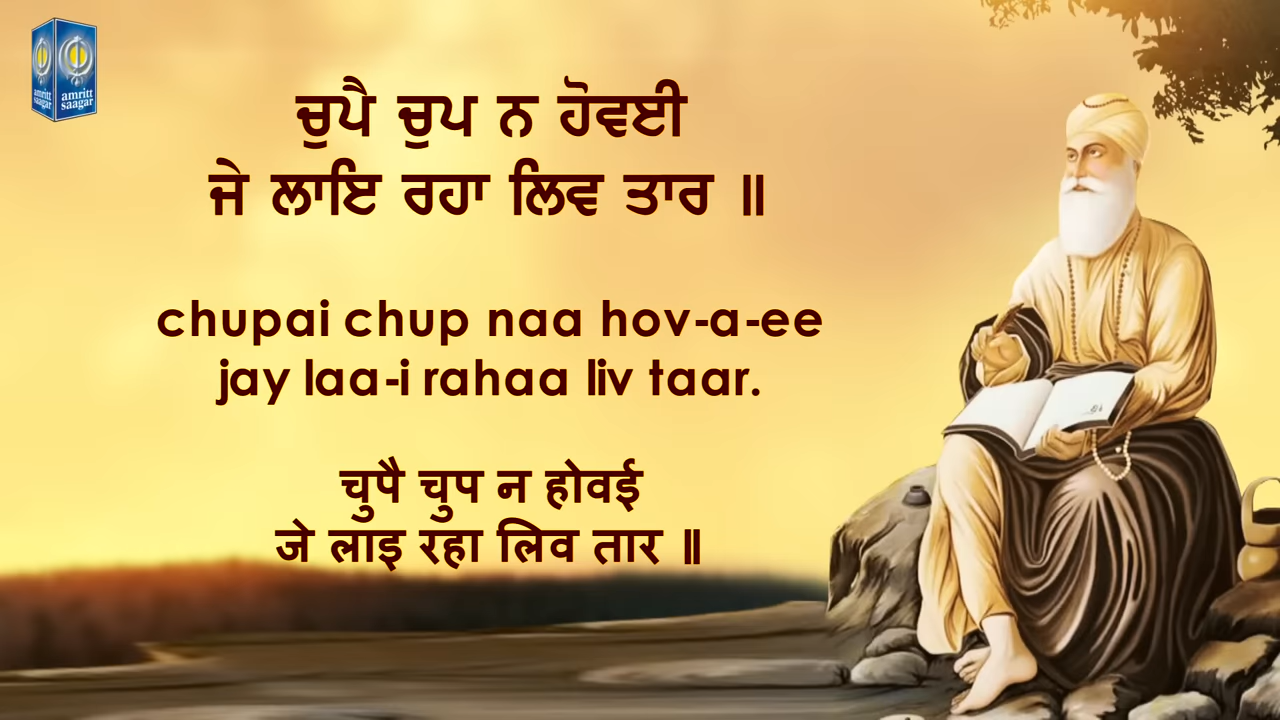 amritt
saagar
amritt
saagar
ਚੁਪੈ ਚੁਪ ਨ ਹੋਵਈ
ਜੇ ਲਾਇ ਰਹਾ ਲਿਵ ਤਾਰ ॥
chupai chup naa hov-a-ee
jay laa-i rahaa liv taar.
चुपै चुप न होवई
जे लाइ रहा लिव तार ॥